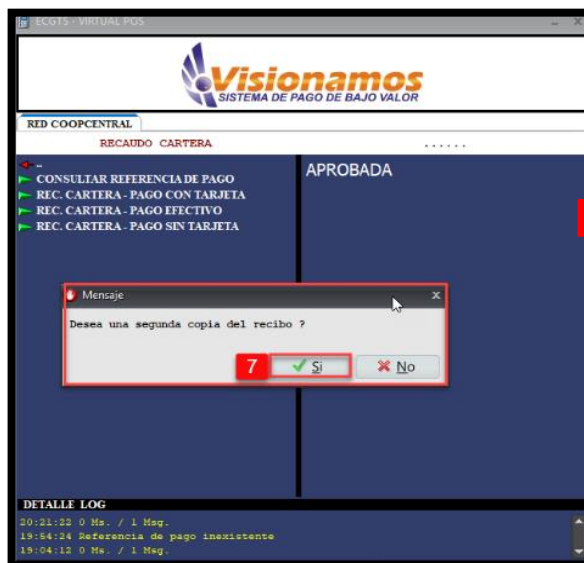 ECGTS - VIRTUAL POS
Visionamos
SISTEMA DE PAGO DE BAJO VALOR
RED COOPCENTRAL
RECAUDO CARTERA ......
..
CONSULTAR REFERENCIA DE PAGO
REC. CARTERA - PAGO CON TARJETA
REC. CARTERA - PAGO EFECTIVO
REC. CARTERA - PAGO SIN TARJETA
APROBADA
Mensaje x
Desea una segunda copia del recibo ?
7 Si No
DETALLE LOG
20:21:22 0 Ms. / 1 Msg.
19:54:24 Referencia de pago inexistente
19:04:12 0 Ms. / 1 Msg.